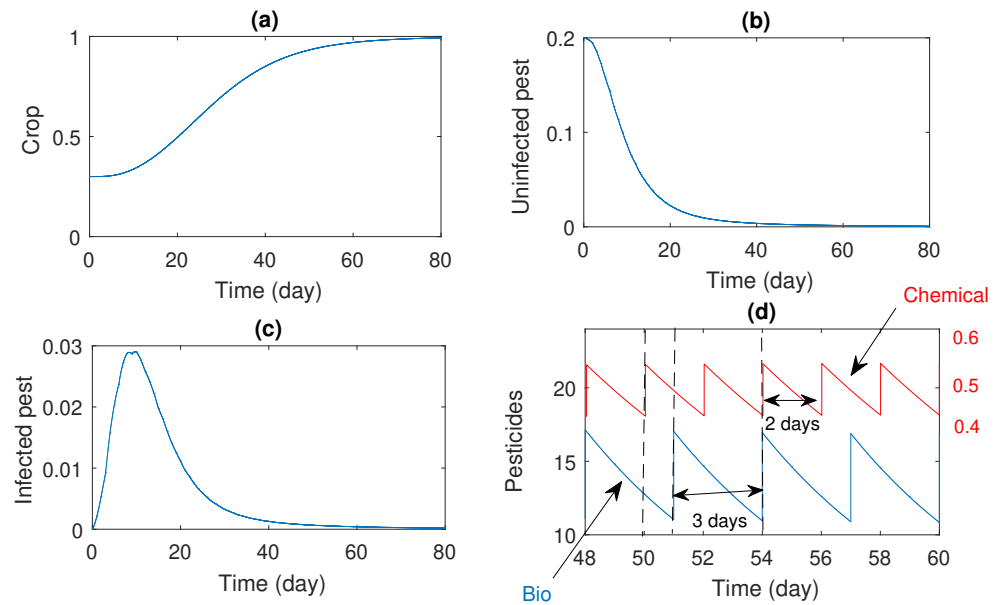 (a)
1
0.5
0
Crop
0 20 40 60 80
Time (day)
(b)
0.2
0.1
0
Uninfected pest
0 20 40 60 80
Time (day)
(c)
0.03
0.02
0.01
0
Infected pest
0 20 40 60 80
Time (day)
Chemical
(d)
20
15
10
Pesticides
0.6
0.5
0.4
2 days
3 days
48 50 52 54 56 58 60
Time (day)
Bio